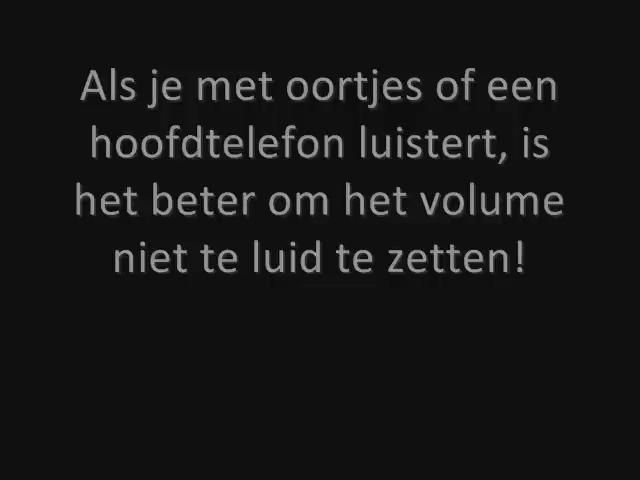 Als je met oortjes of een
hoofdtelefon luistert, is
het beter om het volume
niet te luid te zetten!